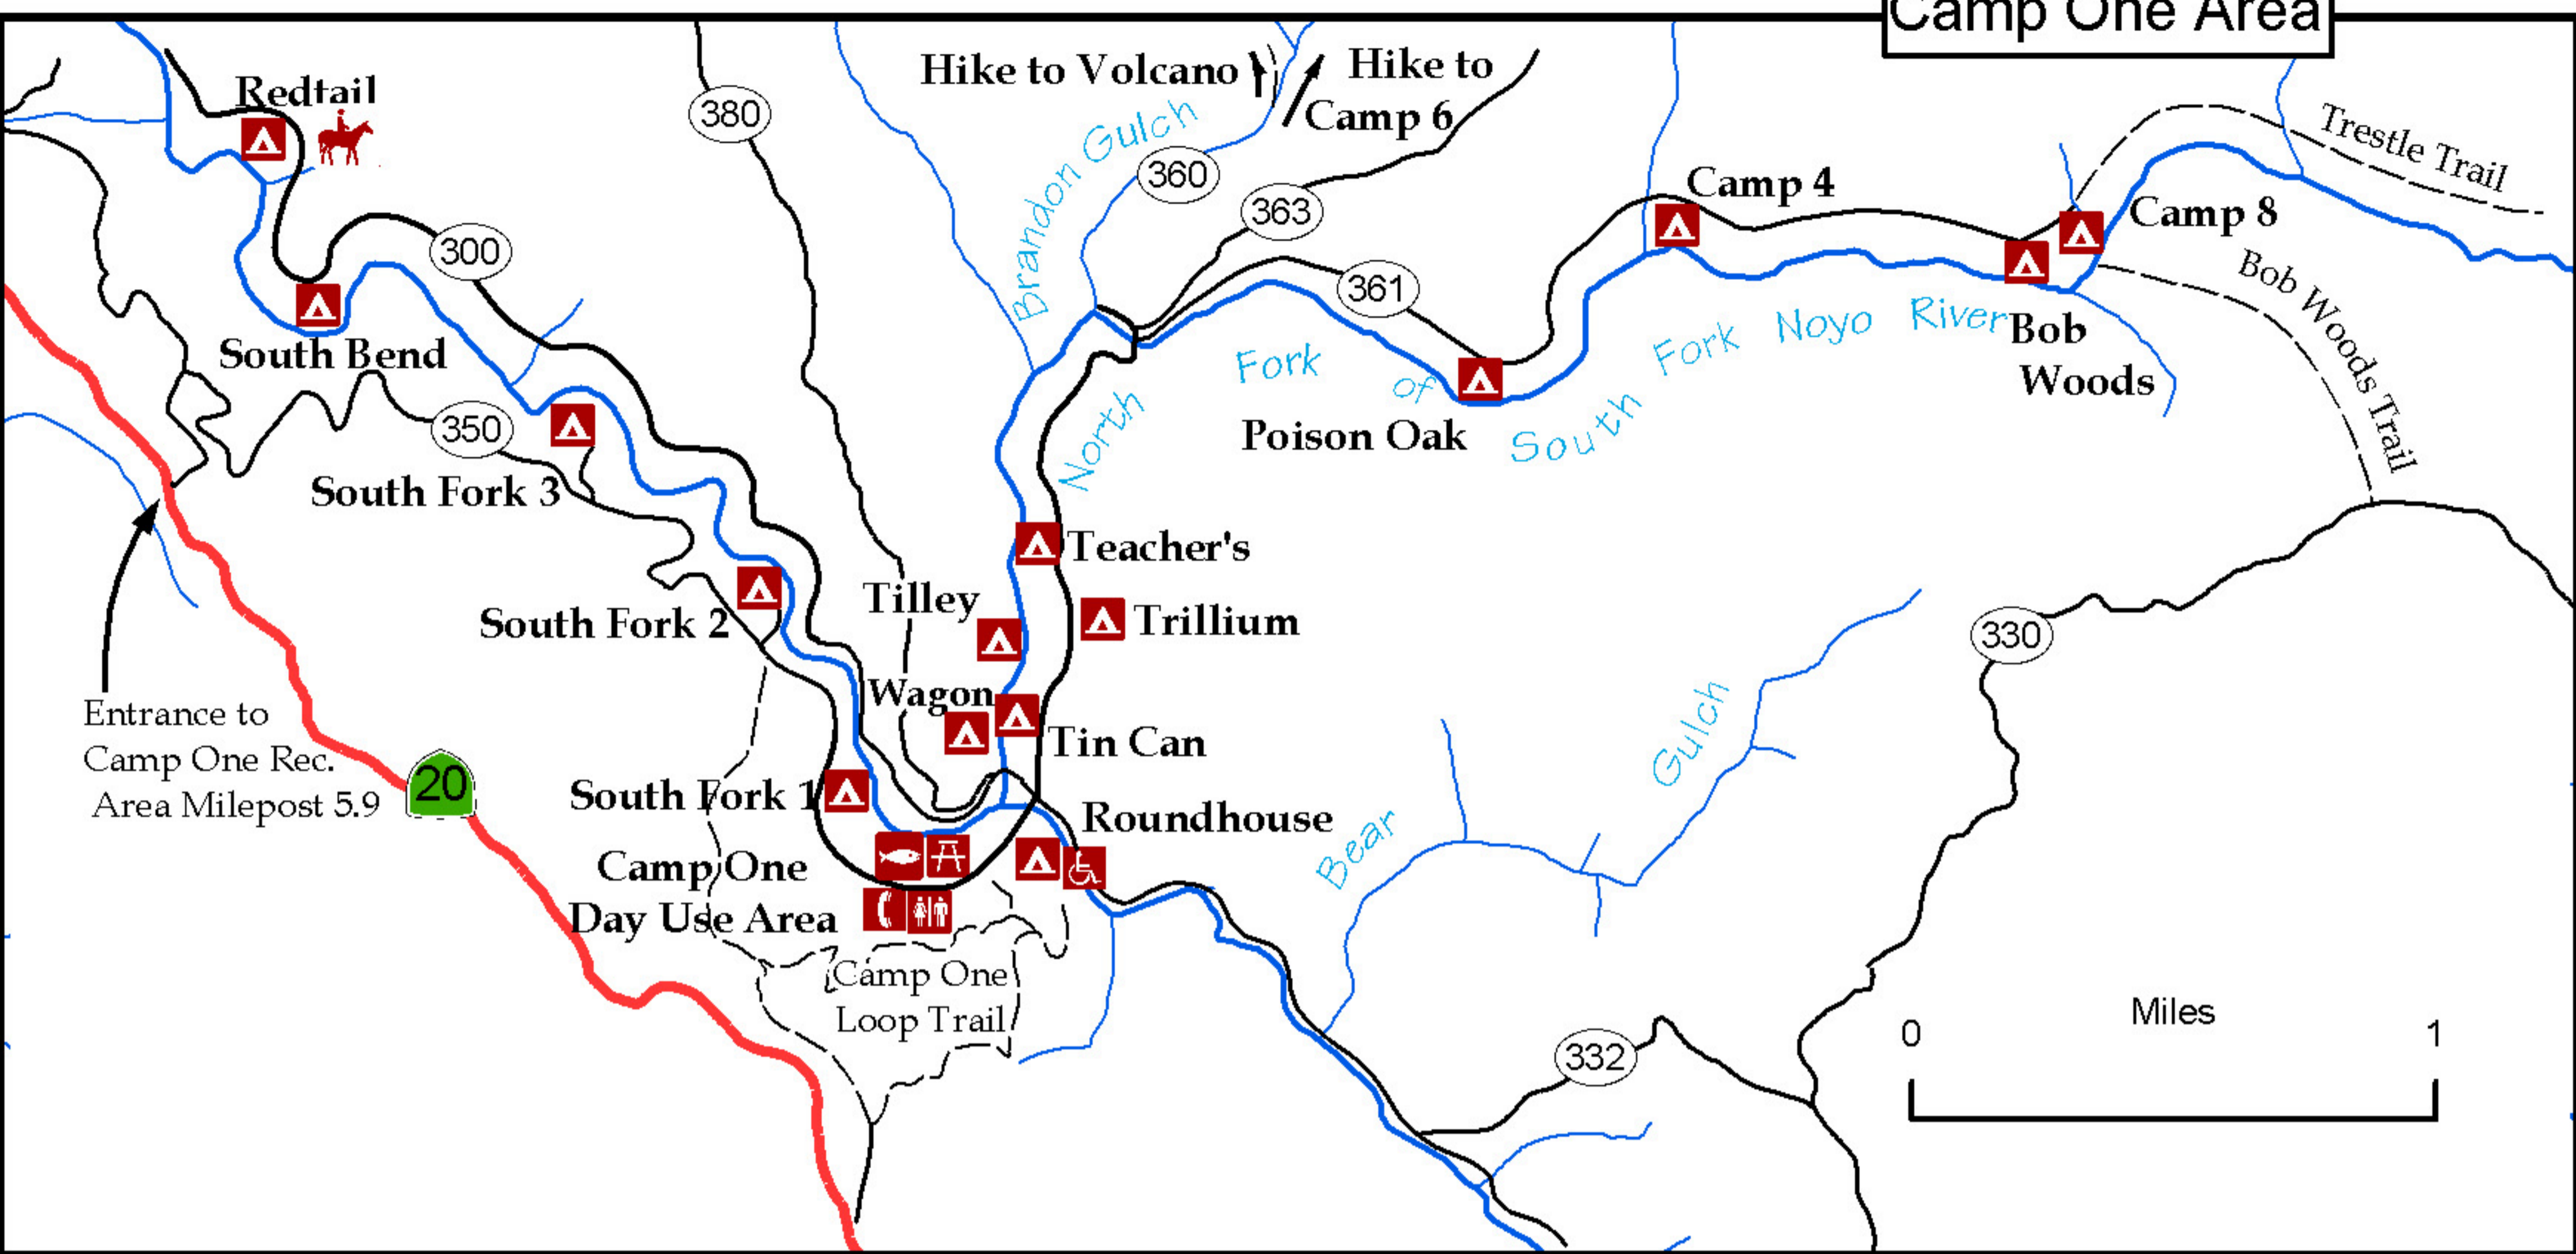 Camp One Area
Redtail
380
Hike to Volcano
Hike to
Camp 6
Brandon Gulch
360
363
Camp 4
Trestle Trail
Camp 8
300
361
Bob Woods Trail
South Bend
350
South Fork 3
North Fork of South Fork Noyo River
Bob
Woods
Poison Oak
Teacher's
Tilley
Trillium
South Fork 2
330
Wagon
Entrance to
Camp One Rec.
Area Milepost 5.9
20
Tin Can
South Fork 1
Roundhouse
Bear Gulch
Camp One
Day Use Area
Camp One
Loop Trail
332
Miles
0 1